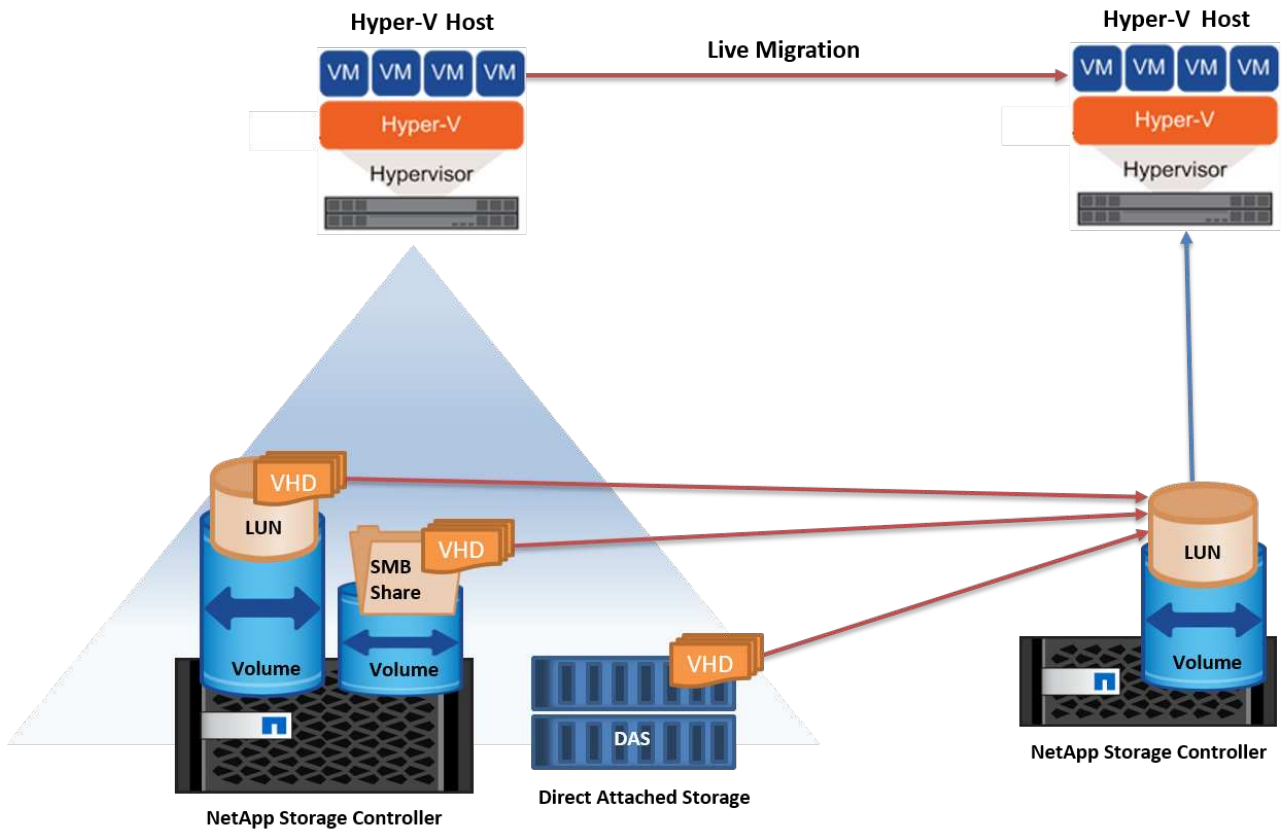 Hyper-V Host
Hyper-V Host
Live Migration
VM VM VM VM
VM VM VM VM
Hyper-V
Hyper-V
Hypervisor
Hypervisor
VHD
LUN
VHD
SMB
Share
LUN
VHD
Volume
Volume
Volume
DAS
NetApp Storage Controller
Direct Attached Storage
NetApp Storage Controller